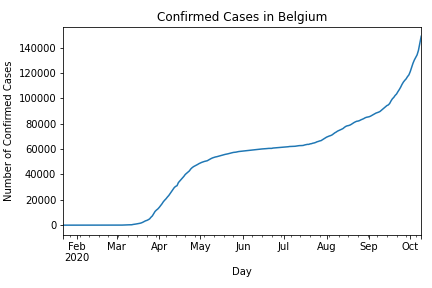 Confirmed Cases in Belgium
Number of Confirmed Cases
140000
120000
100000
80000
60000
40000
20000
0
Feb Mar Apr May Jun Jul Aug Sep Oct
2020
Day